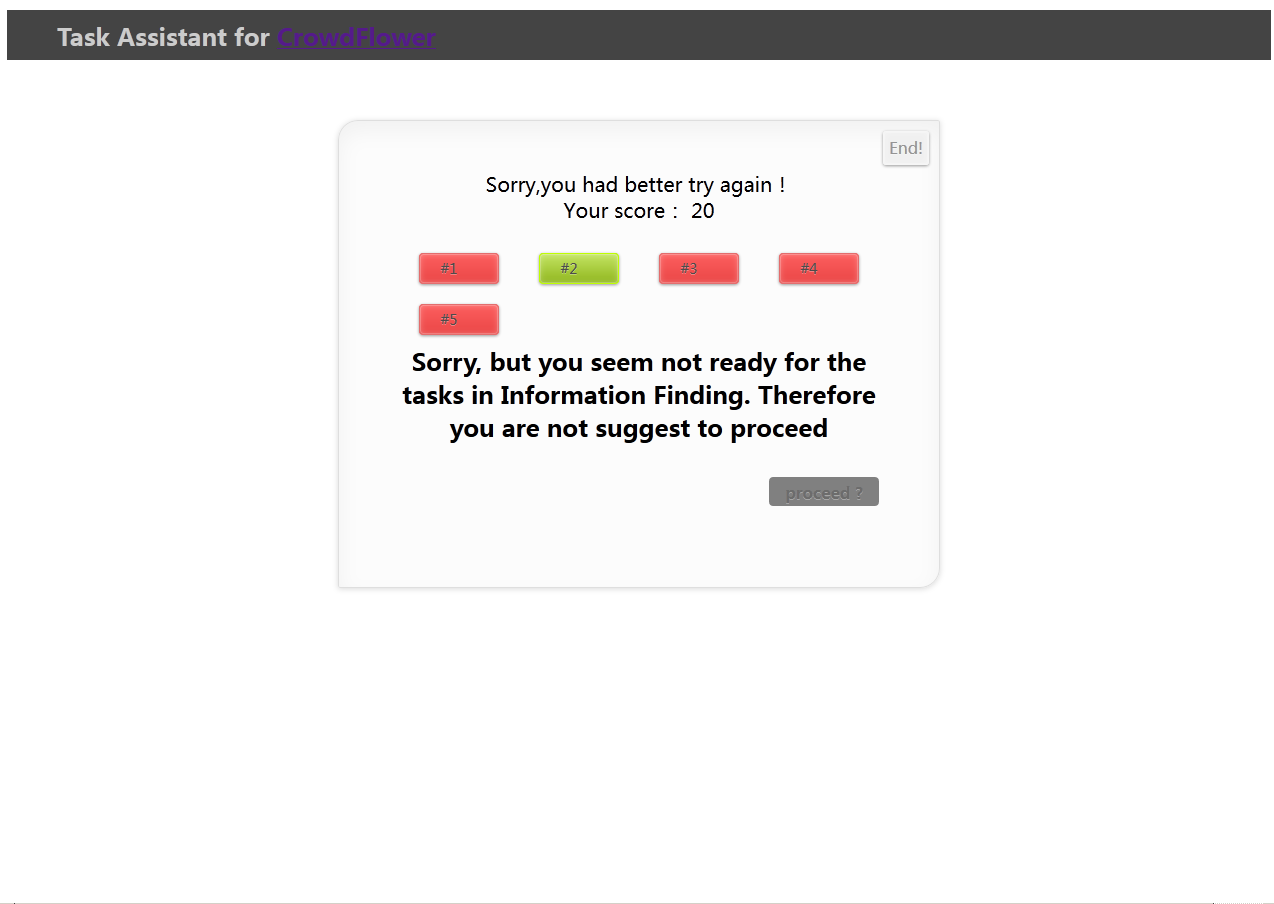 Task Assistant for CrowdFlower
End!
Sorry,you had better try again !
Your score : 20
#1 #2 #3 #4
#5
Sorry, but you seem not ready for the
tasks in Information Finding. Therefore
you are not suggest to proceed
proceed ?